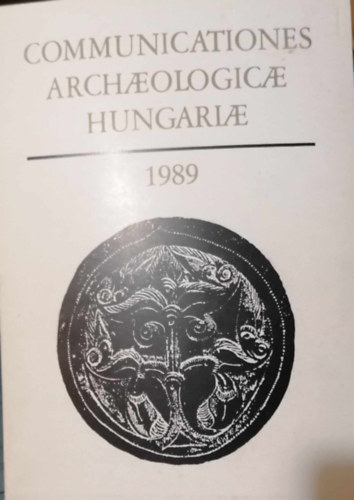 COMMUNICATIONES
ARCHÆOLOGICÆ
HUNGARIÆ
1989